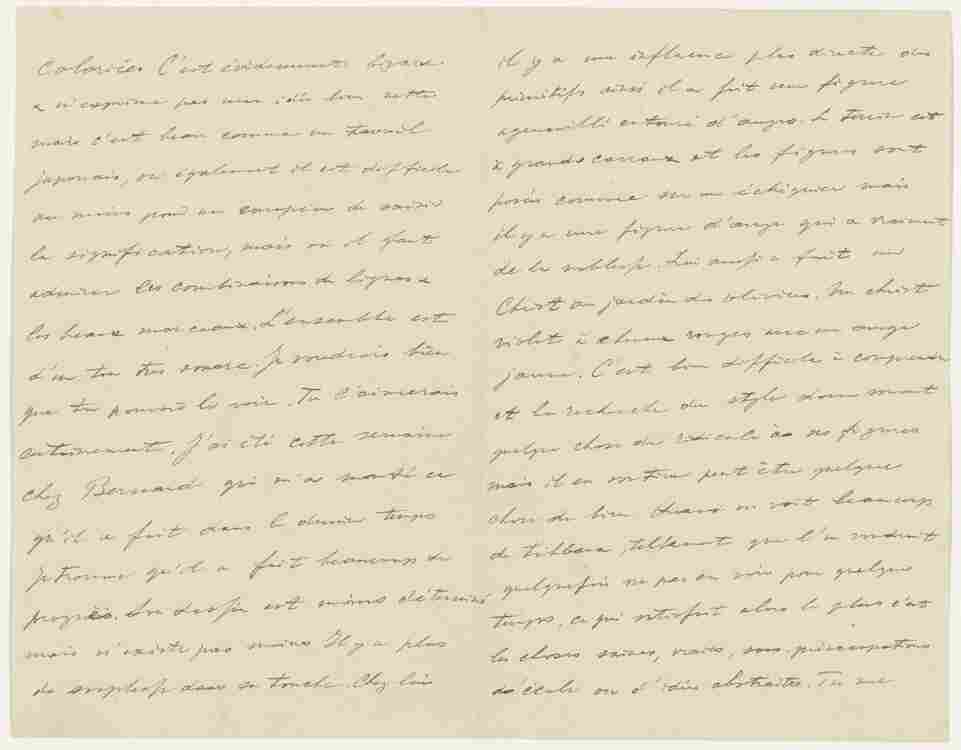 coloriées C'est évidemment bizarre
& n'exprime pas une idée bien nette
mais c'est beau comme un travail
japonais, où également il est difficile
au moins pour un européen de saisir
la signification, mais où il faut
admirer les combinaisons de lignes &
les beaux morceaux. L'ensemble est
d'un ton très sonore. Je voudrais bien
que tu pourrais le voir. Tu l'aimerais
certainement. J'ai été cette semaine
chez Bernard qui m'a montré ce
qu'il a fait dans le dernier temps
Je trouve qu'il a fait beaucoup de
progrès. Son dessin est moins déterminé
mais n'existe pas moins Il y a plus
de souplesse dans sa touche. Chez lui
il y a une influence plus directe des
primitifs ainsi il a fait une figure
agenouillée entouré d'anges. Le terrain est
à grands carreaux et les figures sont
posées comme sur un échiquier mais
il y a une figure d'ange qui a vraiment
de la noblesse. Lui aussi a fait un
Christ au jardin des oliviers. Un christ
violet à cheveux rouges avec un ange
jaune. C'est bien difficile à comprendre
et la recherche du style donne souvent
quelque chose de ridicule à ses figures
mais il en sortira peut être quelque
chose de bien on voit beaucoup
de tableaux, tellement que l'on voudrait
quelquefois ne pas en voir pour quelque
temps, ce qui satisfait alors le plus c'est
les choses saines, vraies, sans préoccupations
d'école ou d'idées abstraites. Tu me